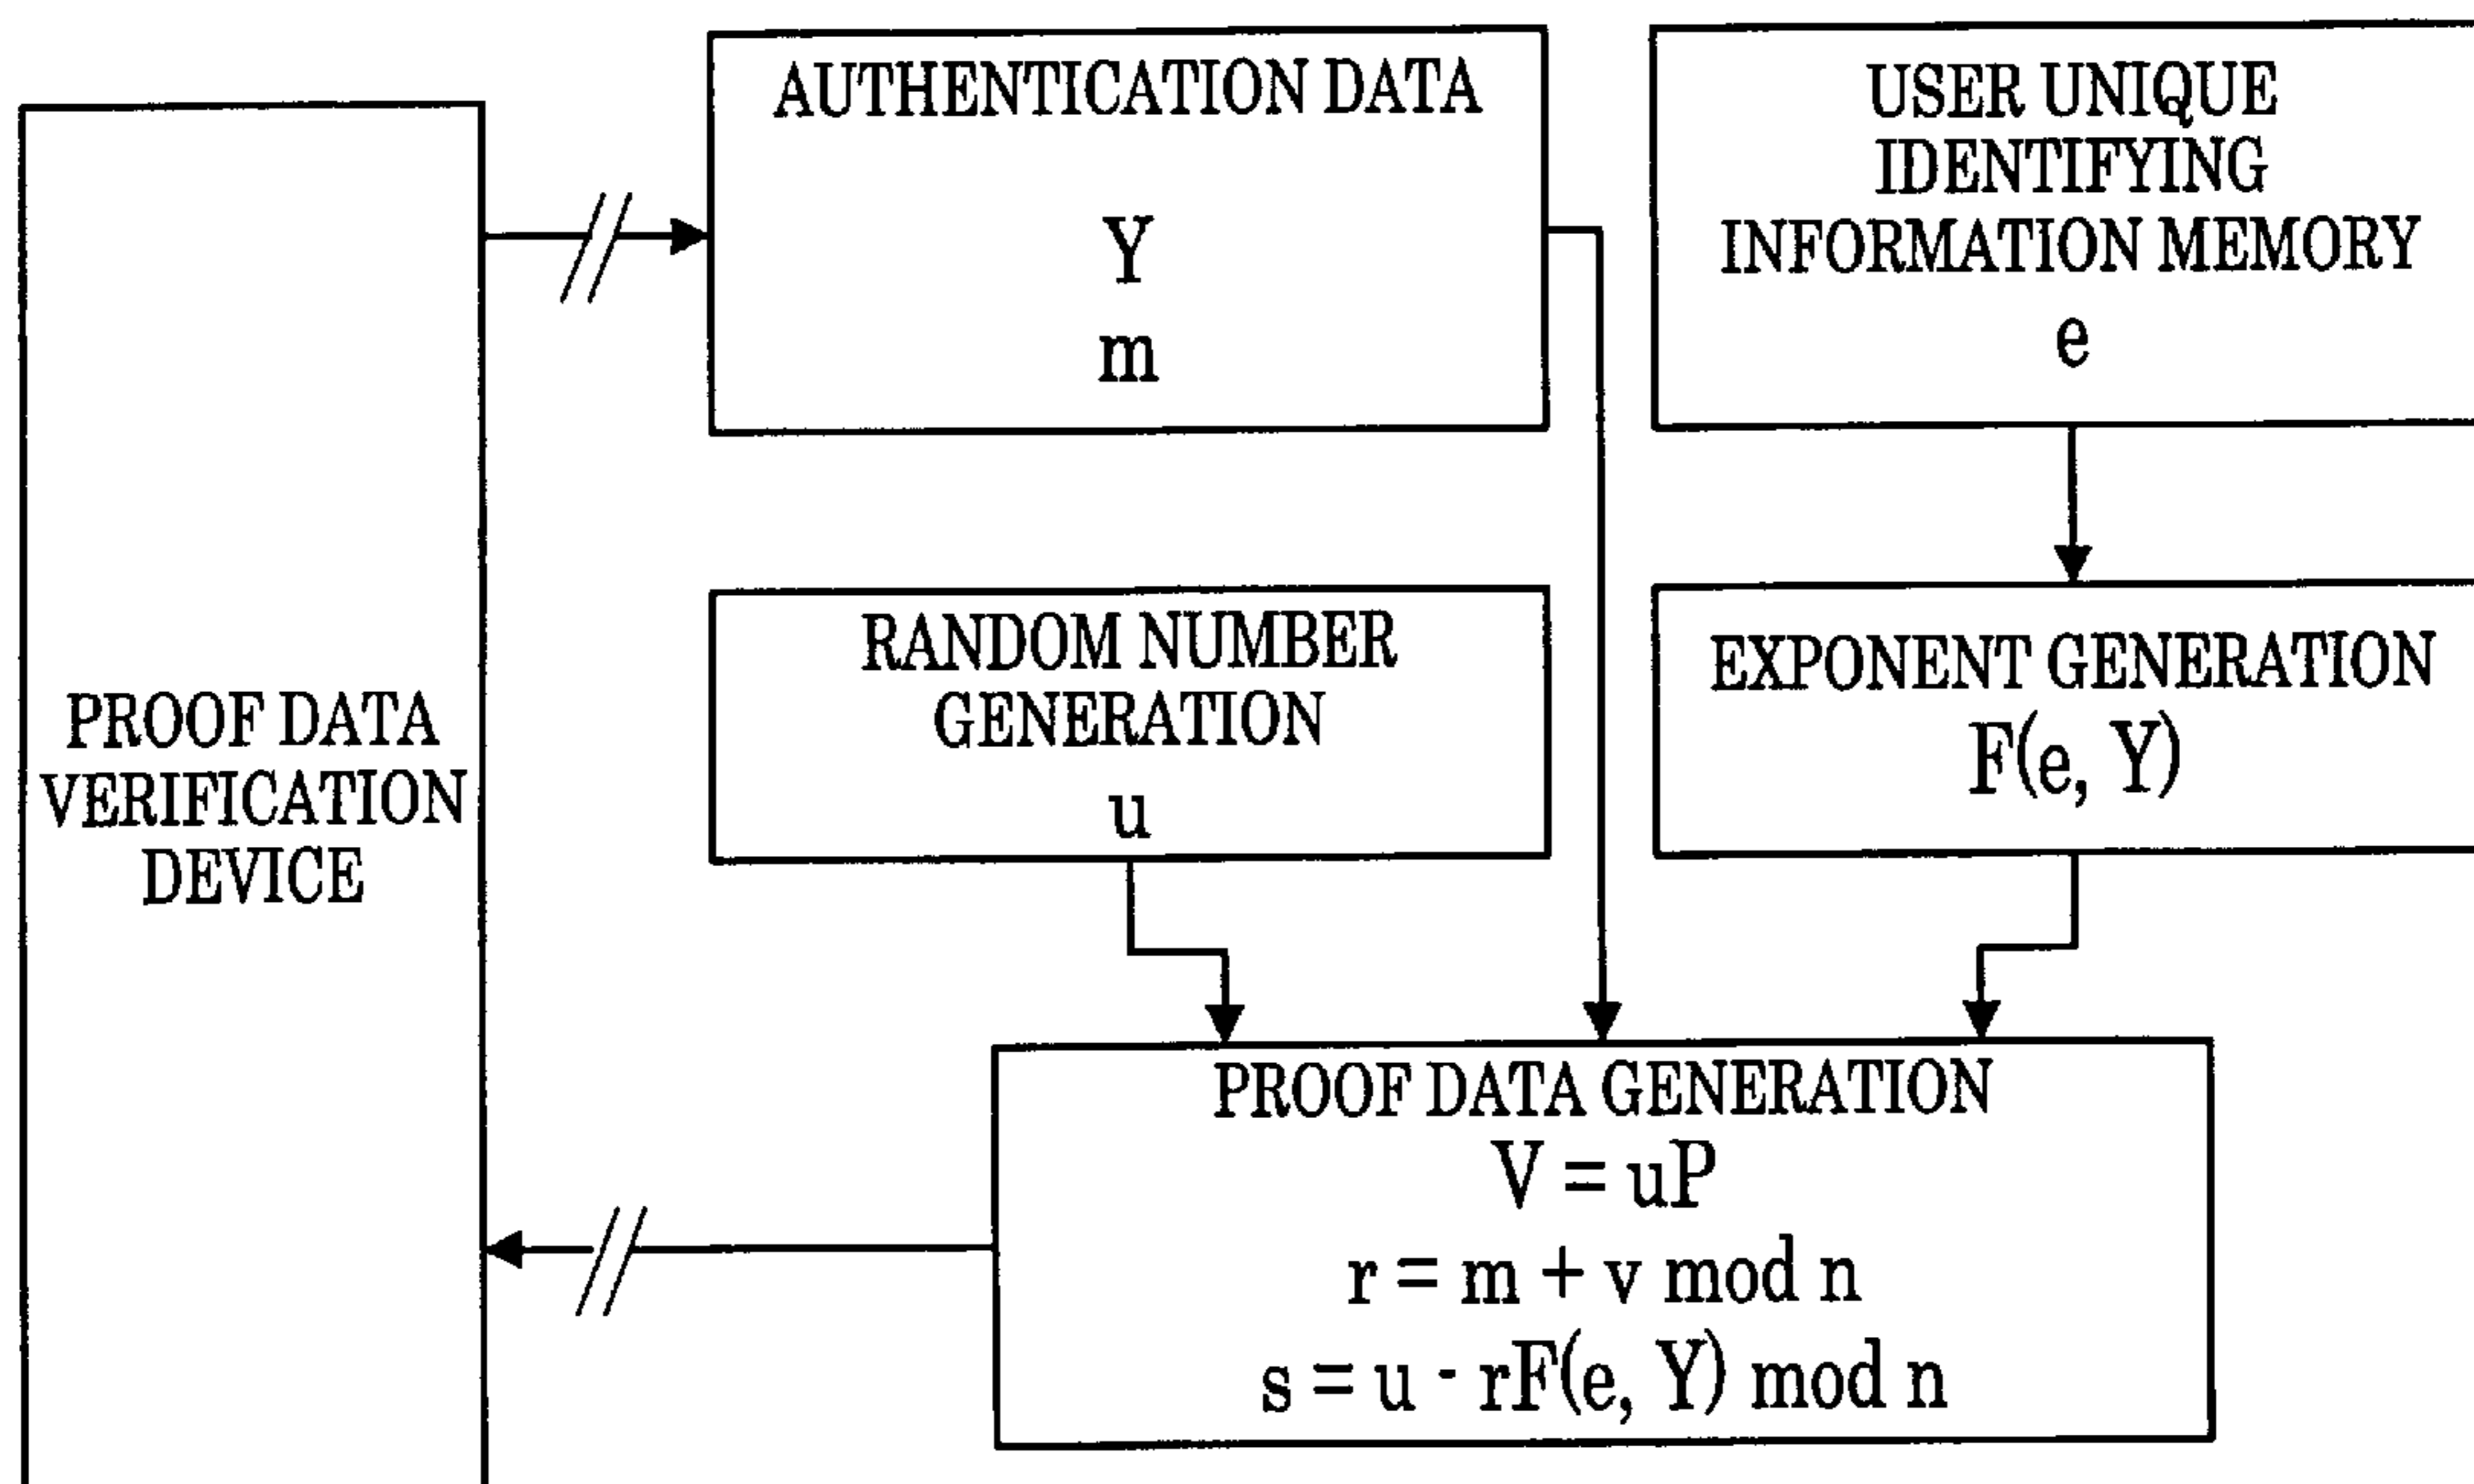 AUTHENTICATION DATA
Y
m
USER UNIQUE
IDENTIFYING
INFORMATION MEMORY
e
PROOF DATA
VERIFICATION
DEVICE
RANDOM NUMBER
GENERATION
u
EXPONENT GENERATION
F(e, Y)
PROOF DATA GENERATION
V = uP
r = m + v mod n
s = u - rF(e, Y) mod n